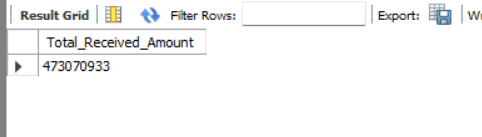 Result Grid Filter Rows: Export:
Total_Received_Amount
473070933